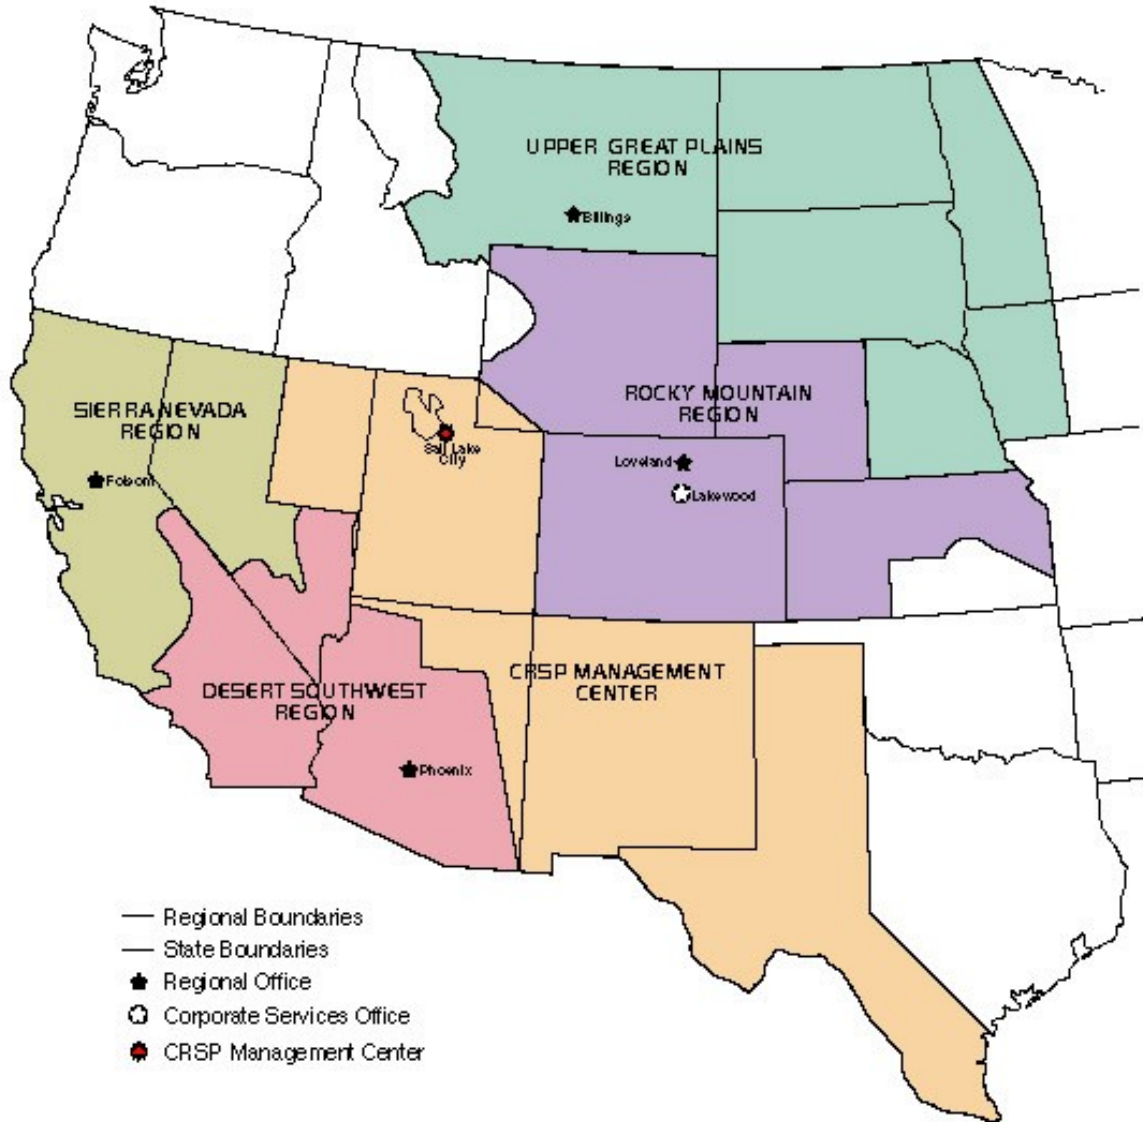 UPPER GREAT PLAINS
REGION
Billings
SIERRA NEVADA
REGION
Folsom
Salt Lake
City
ROCKY MOUNTAIN
REGION
Loveland
Lakewood
DESERT SOUTHWEST
REGION
Phoenix
CRSP MANAGEMENT
CENTER
Regional Boundaries
State Boundaries
Regional Office
Corporate Services Office
CRSP Management Center